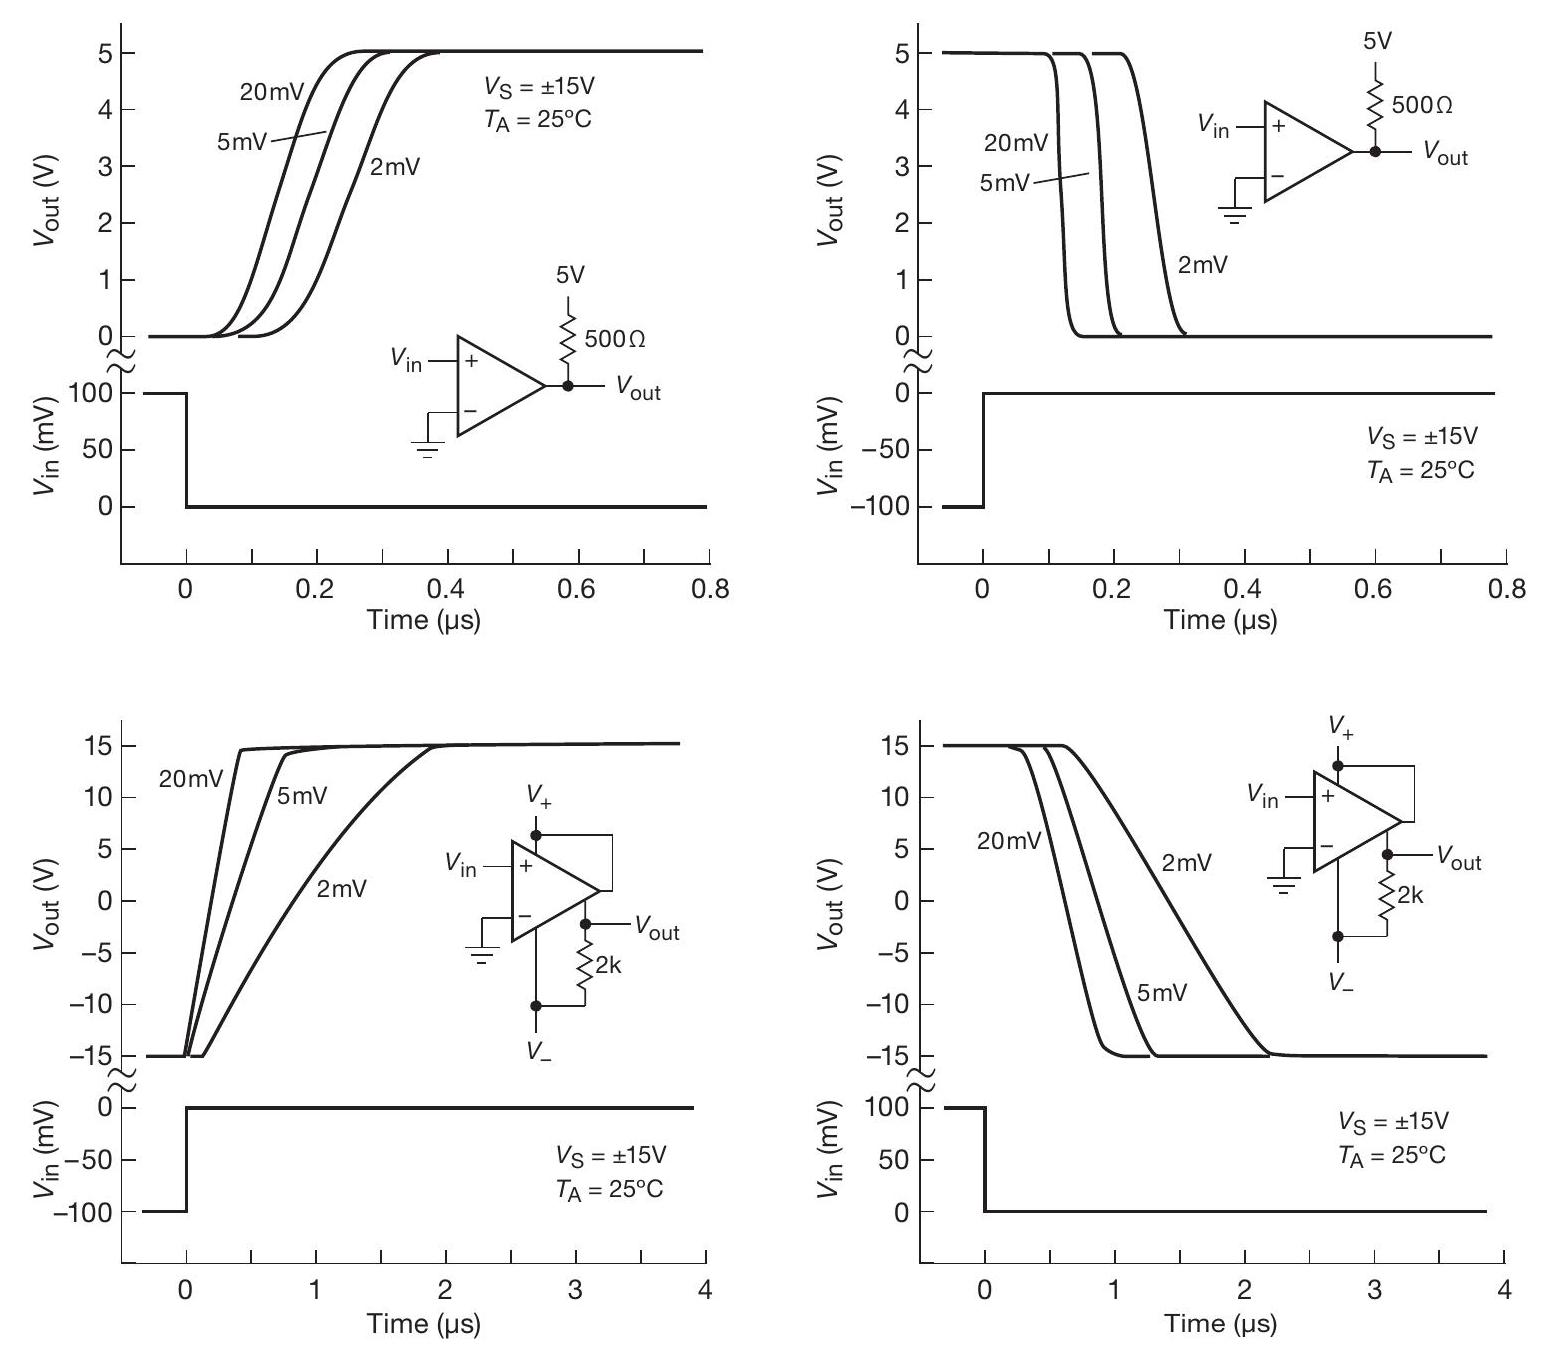 5
4
3
2
1
0
Vout (V)
20mV
5mV
2mV
VS = ±15V
TA = 25ºC
5V
500Ω
Vin
+
−
Vout
100
50
0
Vin (mV)
0 0.2 0.4 0.6 0.8
Time (µs)
5
4
3
2
1
0
Vout (V)
20mV
5mV
2mV
5V
500Ω
Vin
+
−
Vout
0
−50
−100
Vin (mV)
VS = ±15V
TA = 25ºC
0 0.2 0.4 0.6 0.8
Time (µs)
15
10
5
0
−5
−10
−15
Vout (V)
20mV
5mV
2mV
V+
Vin
+
−
Vout
2k
V−
0
−50
−100
Vin (mV)
VS = ±15V
TA = 25ºC
0 1 2 3 4
Time (µs)
15
10
5
0
−5
−10
−15
Vout (V)
20mV
2mV
5mV
V+
Vin
+
−
Vout
2k
V−
100
50
0
Vin (mV)
VS = ±15V
TA = 25ºC
0 1 2 3 4
Time (µs)